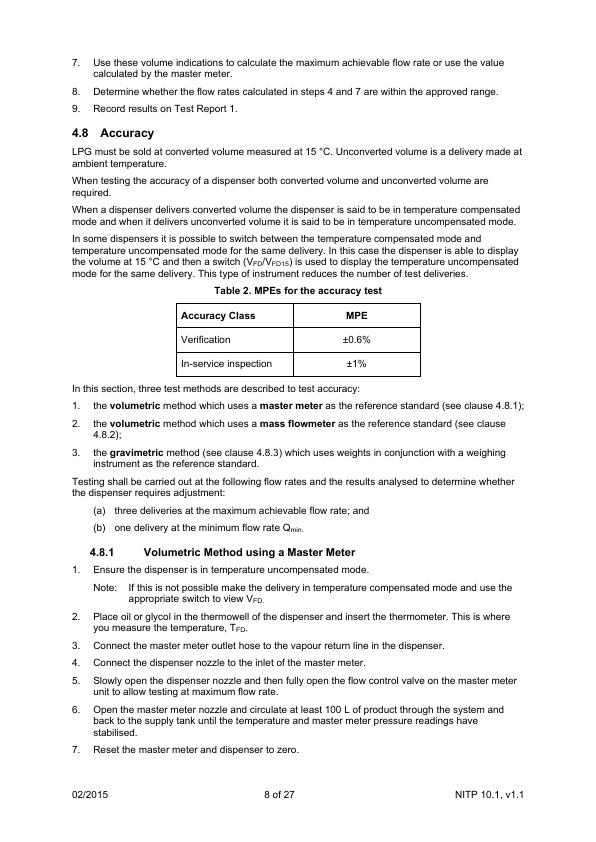 7. Use these volume indications to calculate the maximum achievable flow rate or use the value
calculated by the master meter.
8. Determine whether the flow rates calculated in steps 4 and 7 are within the approved range.
9. Record results on Test Report 1.
4.8 Accuracy
LPG must be sold at converted volume measured at 15 °C. Unconverted volume is a delivery made at
ambient temperature.
When testing the accuracy of a dispenser both converted volume and unconverted volume are
required.
When a dispenser delivers converted volume the dispenser is said to be in temperature compensated
mode and when it delivers unconverted volume it is said to be in temperature uncompensated mode.
In some dispensers it is possible to switch between the temperature compensated mode and
temperature uncompensated mode for the same delivery. In this case the dispenser is able to display
the volume at 15 °C and then a switch (VFD/VFD15) is used to display the temperature uncompensated
mode for the same delivery. This type of instrument reduces the number of test deliveries.
Table 2. MPEs for the accuracy test
Accuracy Class MPE
Verification ±0.6%
In-service inspection ±1%
In this section, three test methods are described to test accuracy:
1. the volumetric method which uses a master meter as the reference standard (see clause 4.8.1);
2. the volumetric method which uses a mass flowmeter as the reference standard (see clause
4.8.2);
3. the gravimetric method (see clause 4.8.3) which uses weights in conjunction with a weighing
instrument as the reference standard.
Testing shall be carried out at the following flow rates and the results analysed to determine whether
the dispenser requires adjustment:
(a) three deliveries at the maximum achievable flow rate; and
(b) one delivery at the minimum flow rate Qmin.
4.8.1 Volumetric Method using a Master Meter
1. Ensure the dispenser is in temperature uncompensated mode.
Note: If this is not possible make the delivery in temperature compensated mode and use the
appropriate switch to view VFD.
2. Place oil or glycol in the thermowell of the dispenser and insert the thermometer. This is where
you measure the temperature, TFD.
3. Connect the master meter outlet hose to the vapour return line in the dispenser.
4. Connect the dispenser nozzle to the inlet of the master meter.
5. Slowly open the dispenser nozzle and then fully open the flow control valve on the master meter
unit to allow testing at maximum flow rate.
6. Open the master meter nozzle and circulate at least 100 L of product through the system and
back to the supply tank until the temperature and master meter pressure readings have
stabilised.
7. Reset the master meter and dispenser to zero.
02/2015 8 of 27 NITP 10.1, v1.1